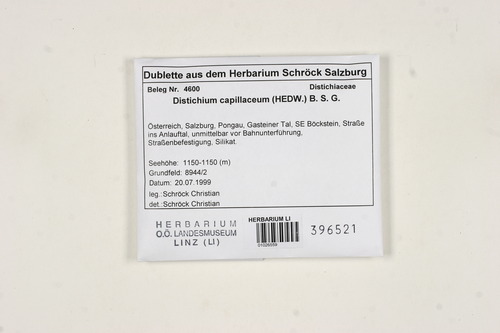 Dublette aus dem Herbarium Schröck Salzburg
Beleg Nr. 4600 Distichiaceae
Distichium capillaceum (HEDW.) B. S. G.
Österreich, Salzburg, Pongau, Gasteiner Tal, SE Böckstein, Straße
ins Anlauftal, unmittelbar vor Bahnunterführung,
Straßenbefestigung, Silikat
Seehöhe: 1150-1150 (m)
Grundfeld: 8944/2
Datum: 20.07.1999
leg.: Schröck Christian
det.: Schröck Christian
HERBARIUM
O.Ö. LANDESMUSEUM
LINZ (LI)
HERBARIUM LI
396521